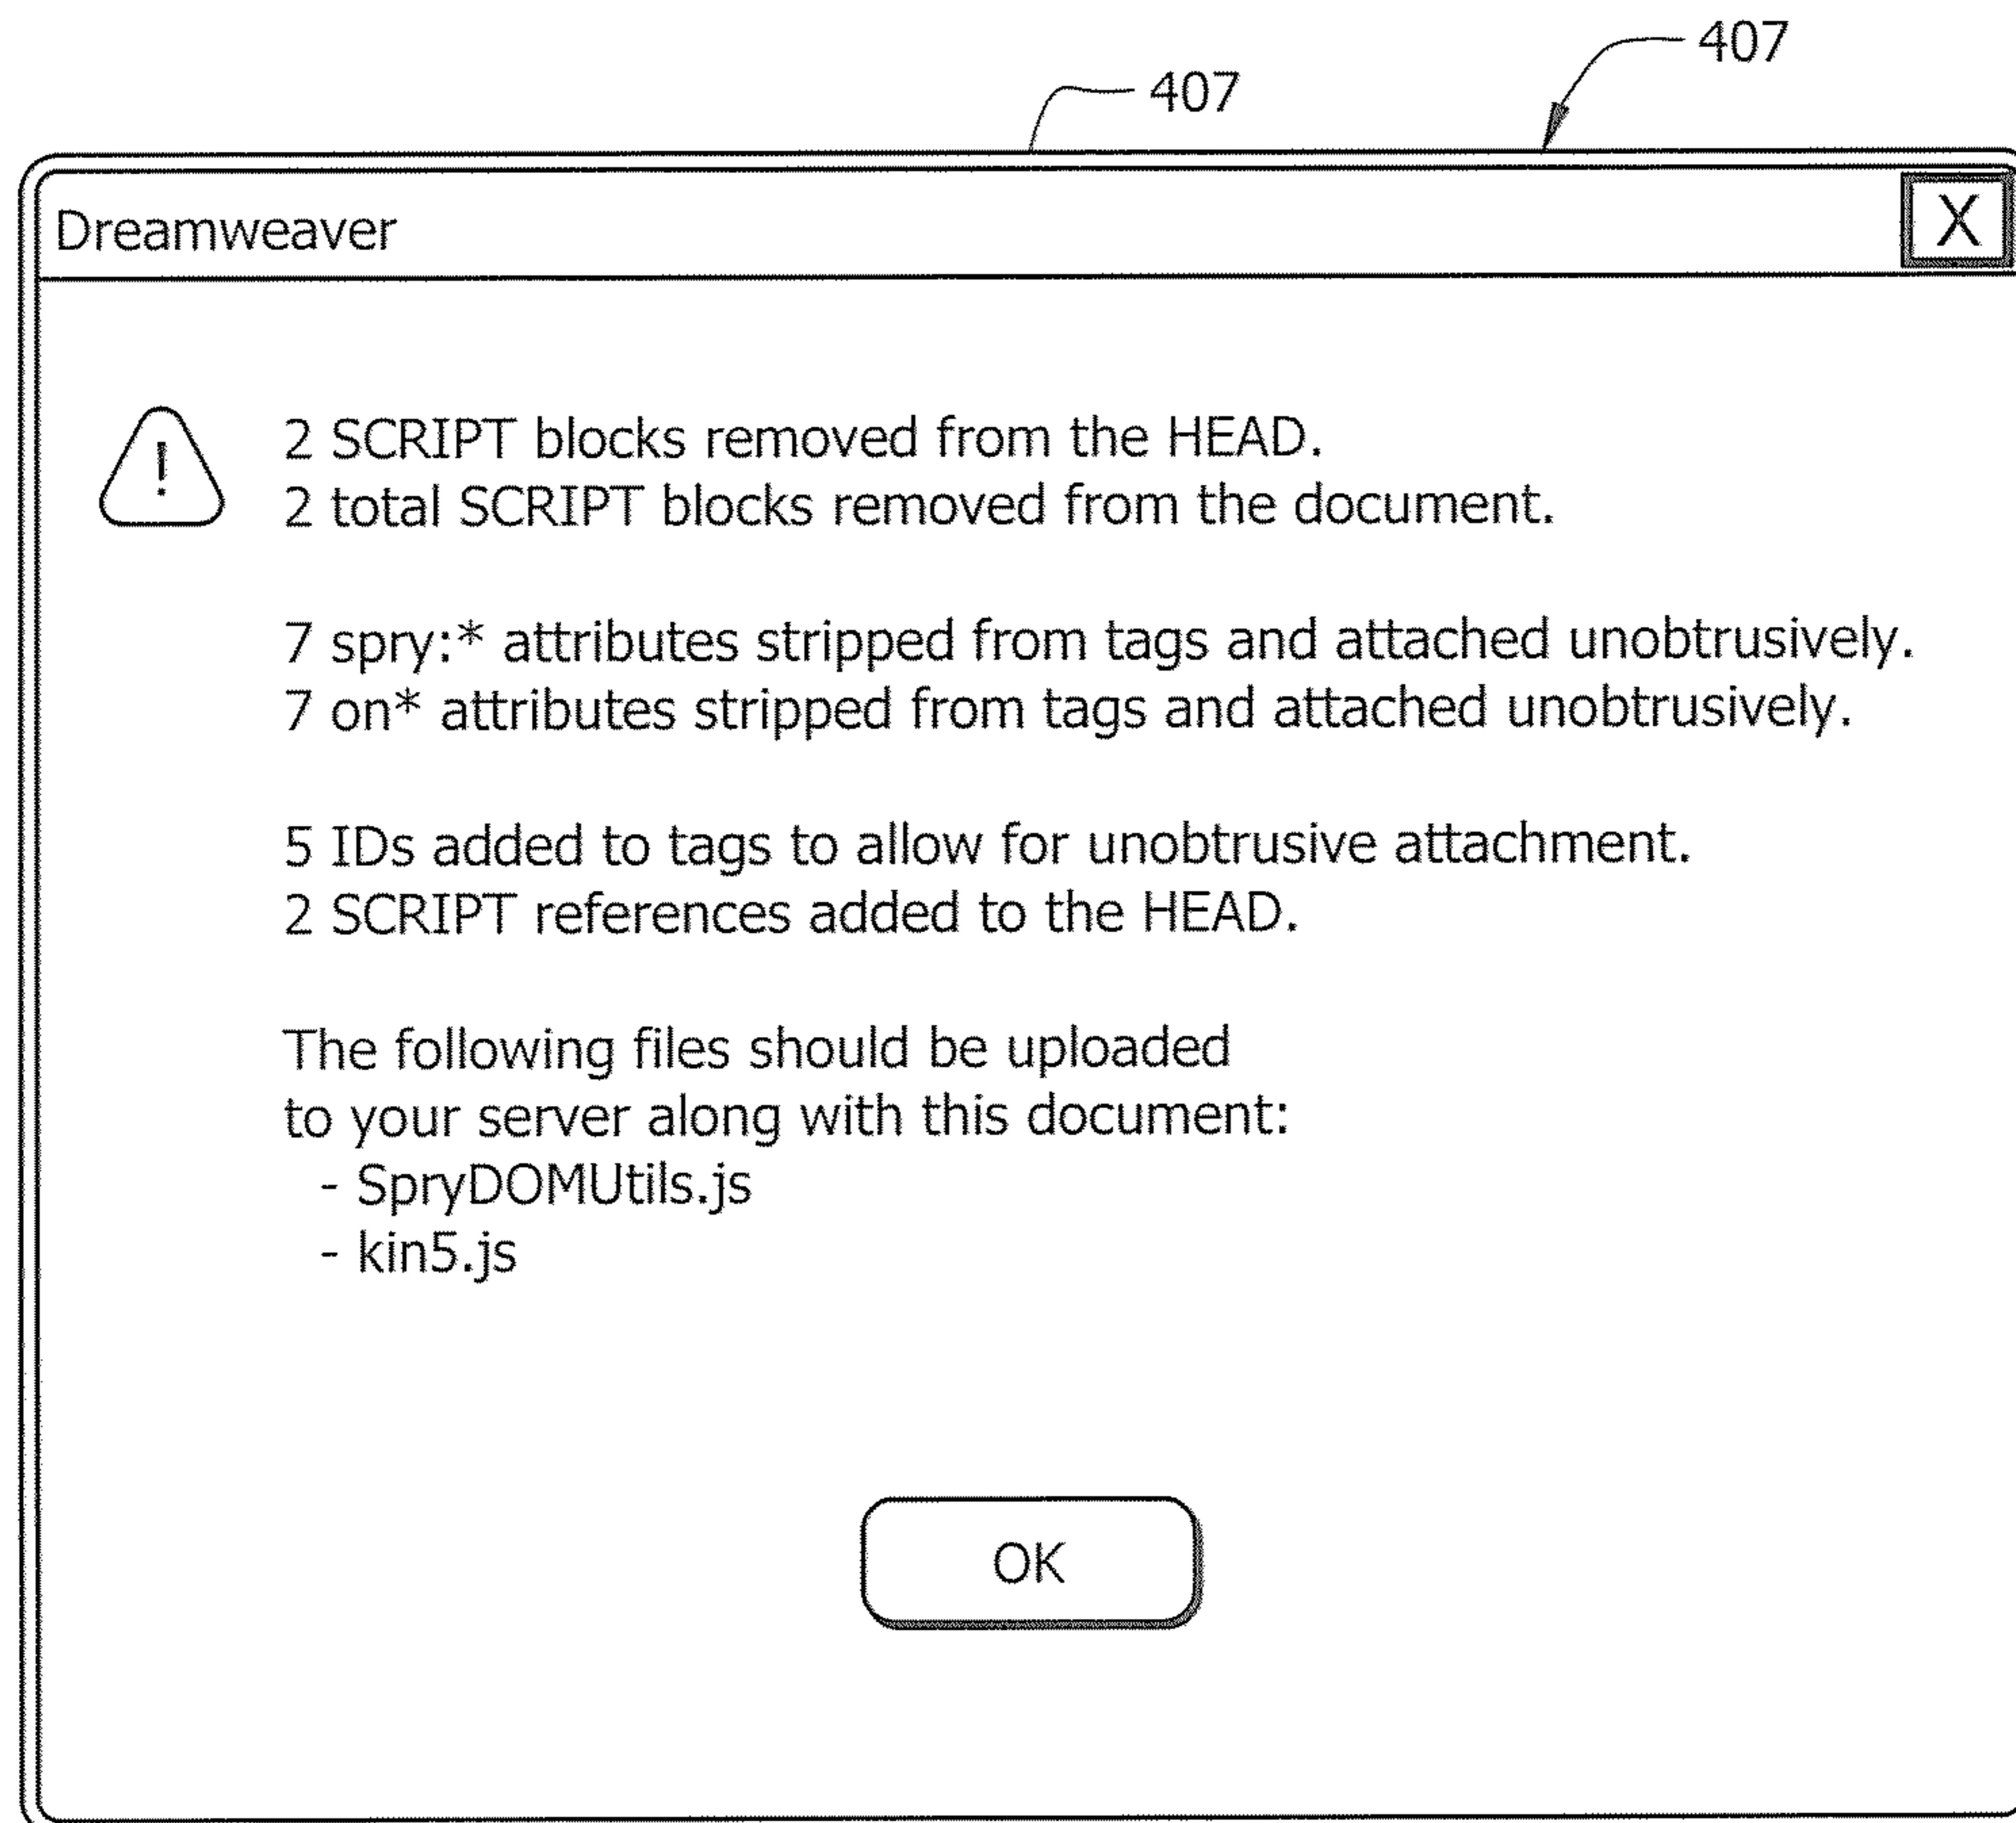 407
407
Dreamweaver
X
!
2 SCRIPT blocks removed from the HEAD.
2 total SCRIPT blocks removed from the document.
7 spry:* attributes stripped from tags and attached unobtrusively.
7 on* attributes stripped from tags and attached unobtrusively.
5 IDs added to tags to allow for unobtrusive attachment.
2 SCRIPT references added to the HEAD.
The following files should be uploaded
to your server along with this document:
- SpryDOMUtils.js
- kin5.js
OK